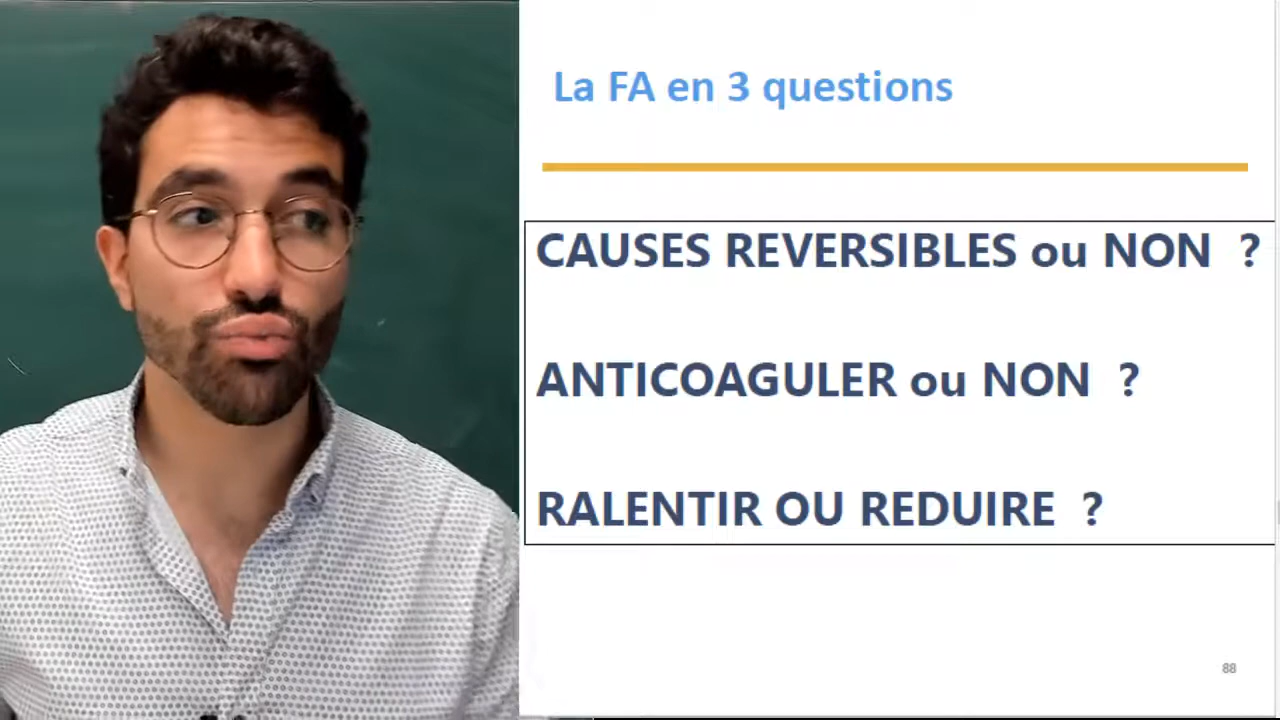 La FA en 3 questions
CAUSES REVERSIBLES ou NON ?
ANTICOAGULER ou NON ?
RALENTIR OU REDUIRE ?
88